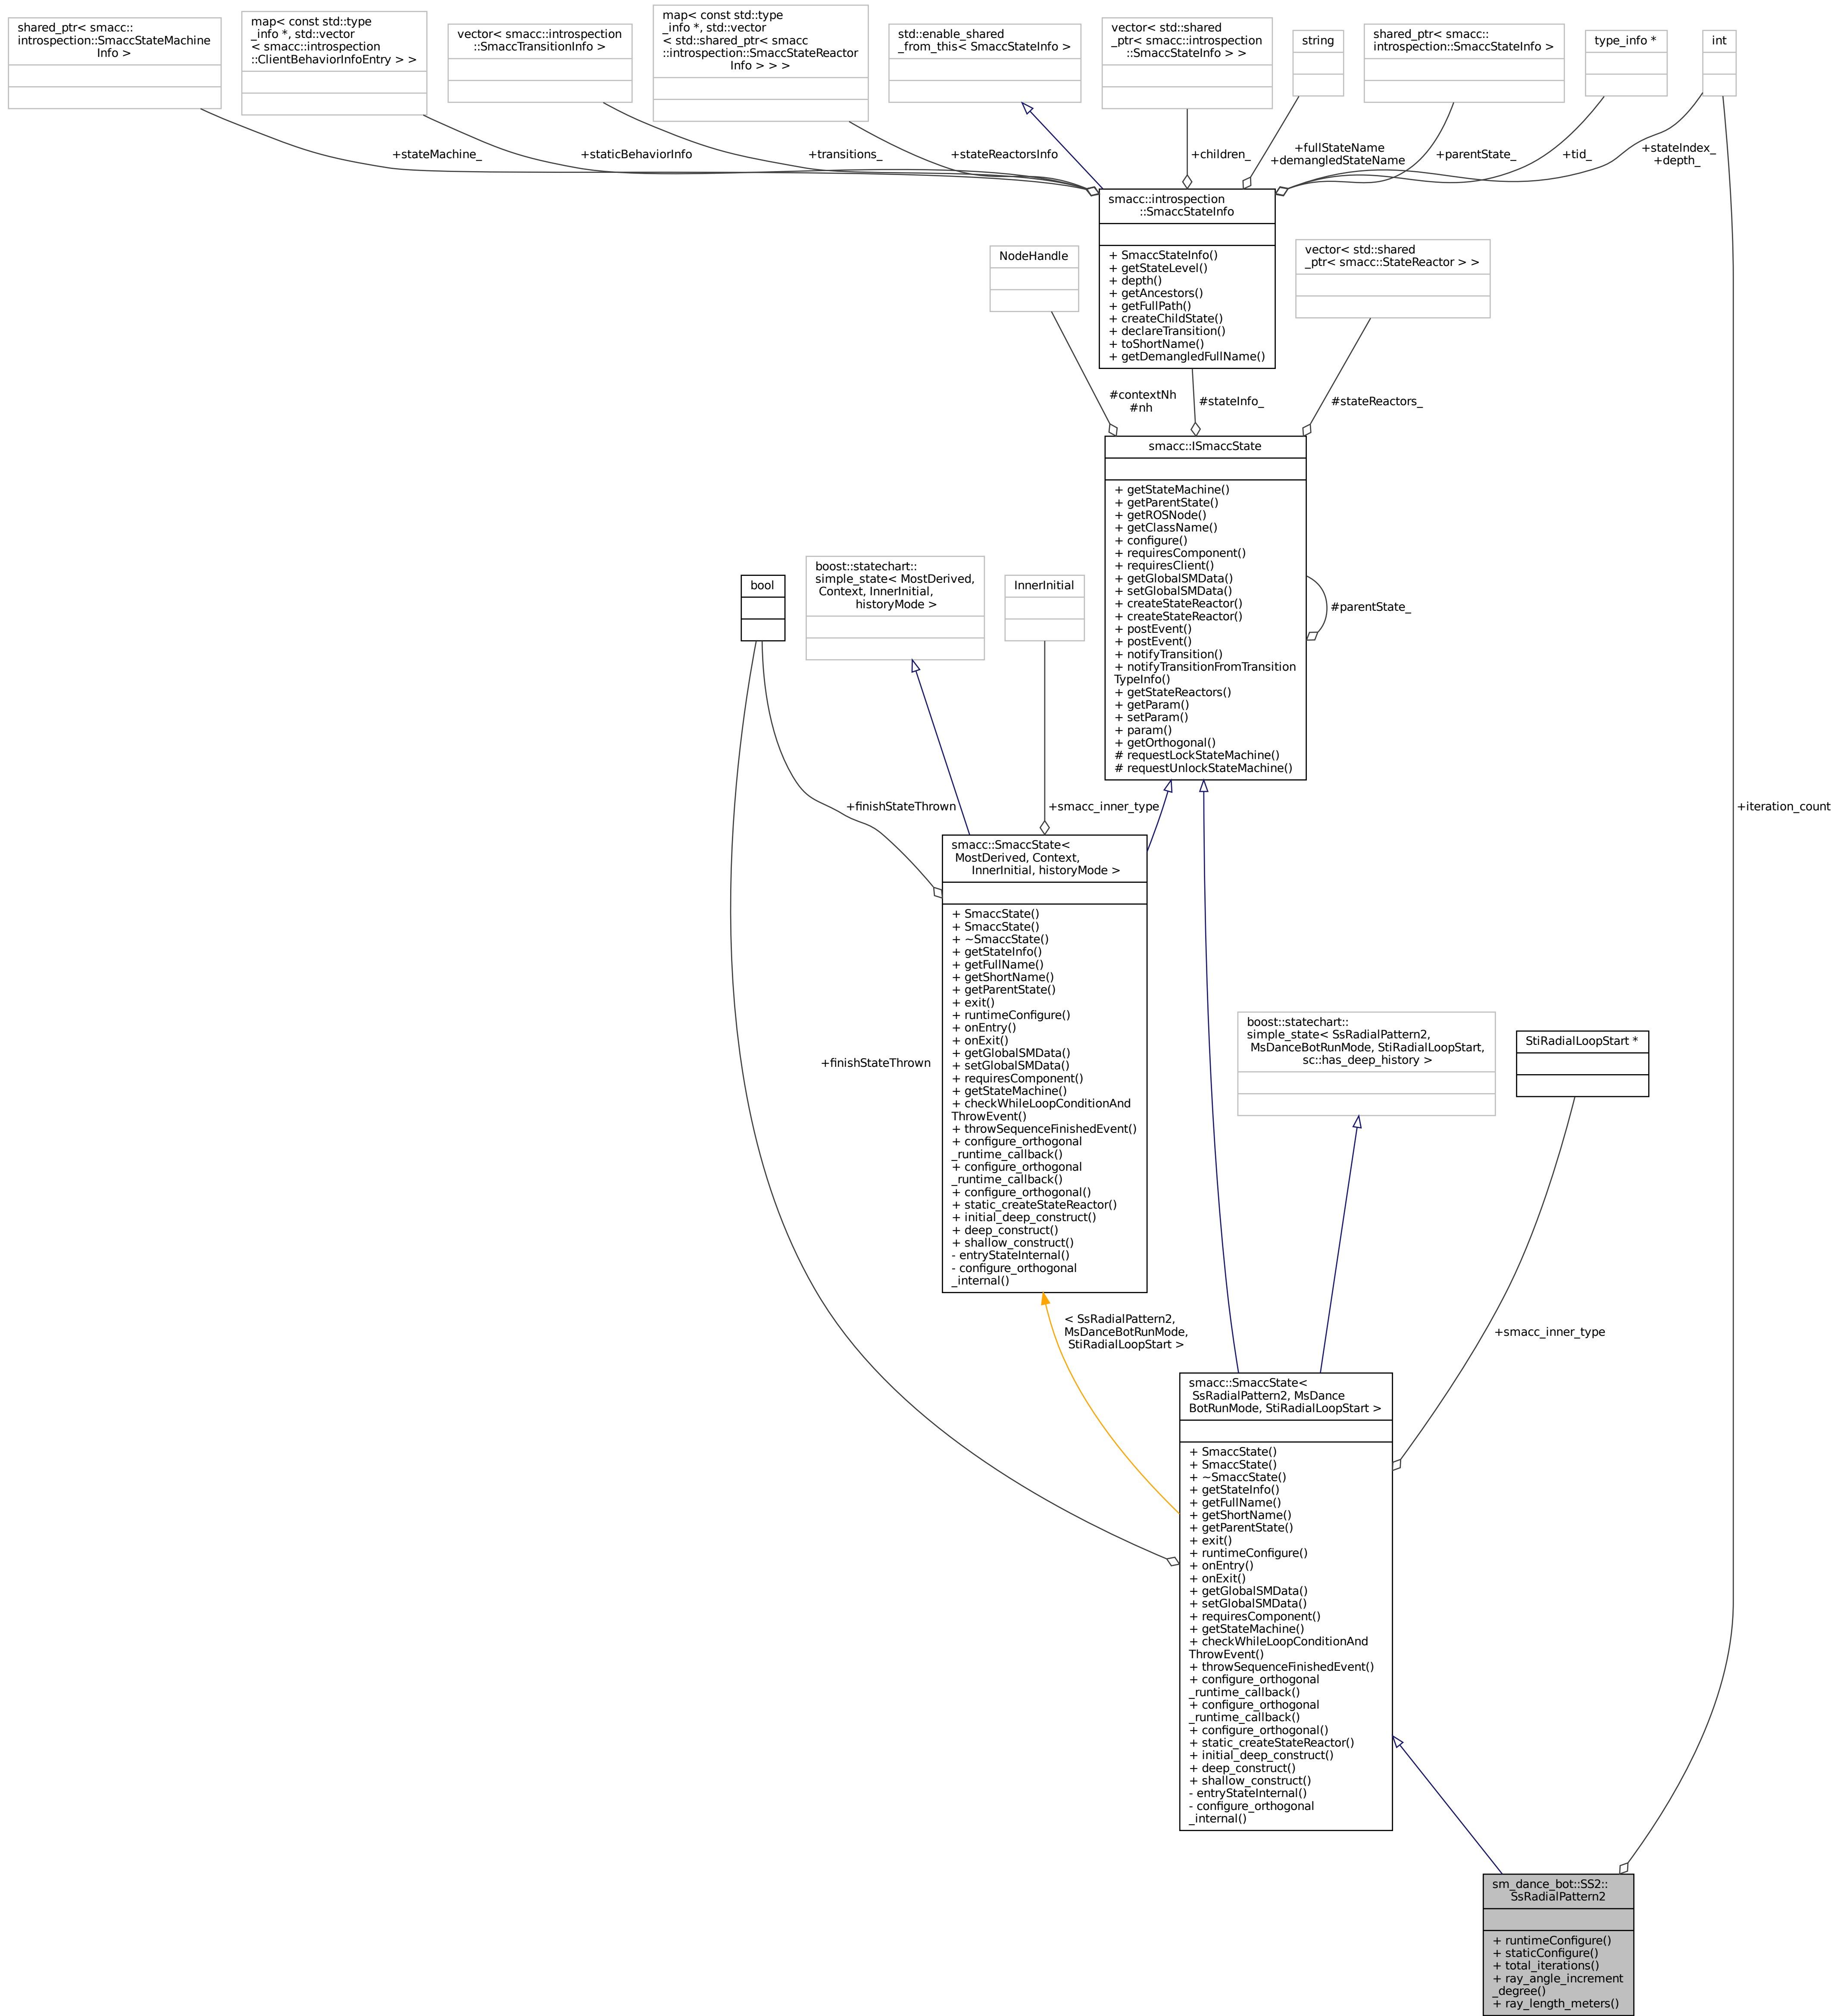 shared_ptr< smacc::
introspection::SmaccStateMachine
Info >
map< const std::type
_info *, std::vector
< smacc::introspection
::ClientBehaviorInfoEntry > >
vector< smacc::introspection
::SmaccTransitionInfo >
map< const std::type
_info *, std::vector
< std::shared_ptr< smacc
::introspection::SmaccStateReactor
Info > > >
std::enable_shared
_from_this< SmaccStateInfo >
vector< std::shared
_ptr< smacc::introspection
::SmaccStateInfo > >
string
shared_ptr< smacc::
introspection::SmaccStateInfo >
type_info *
int
+stateMachine_
+staticBehaviorInfo
+transitions_
+stateReactorsInfo
+children_
+fullStateName
+demangledStateName
+parentState_
+tid_
+stateIndex_
+depth_
smacc::introspection
::SmaccStateInfo
+ SmaccStateInfo()
+ getStateLevel()
+ depth()
+ getAncestors()
+ getFullPath()
+ createChildState()
+ declareTransition()
+ toShortName()
+ getDemangledFullName()
NodeHandle
vector< std::shared
_ptr< smacc::StateReactor > >
#contextNh
#nh
#stateInfo_
#stateReactors_
smacc::ISmaccState
+ getStateMachine()
+ getParentState()
+ getROSNode()
+ getClassName()
+ configure()
+ requiresComponent()
+ requiresClient()
+ getGlobalSMData()
+ setGlobalSMData()
+ createStateReactor()
+ createStateReactor()
+ postEvent()
+ postEvent()
+ notifyTransition()
+ notifyTransitionFromTransition
TypeInfo()
+ getStateReactors()
+ getParam()
+ setParam()
+ param()
+ getOrthogonal()
# requestLockStateMachine()
# requestUnlockStateMachine()
#parentState_
bool
boost::statechart::
simple_state< MostDerived,
Context, InnerInitial,
historyMode >
InnerInitial
+finishStateThrown
+smacc_inner_type
+iteration_count
smacc::SmaccState<
MostDerived, Context,
InnerInitial, historyMode >
+ SmaccState()
+ SmaccState()
+ ~SmaccState()
+ getStateInfo()
+ getFullName()
+ getShortName()
+ getParentState()
+ exit()
+ runtimeConfigure()
+ onEntry()
+ onExit()
+ getGlobalSMData()
+ setGlobalSMData()
+ requiresComponent()
+ getStateMachine()
+ checkWhileLoopConditionAnd
ThrowEvent()
+ throwSequenceFinishedEvent()
+ configure_orthogonal
_runtime_callback()
+ configure_orthogonal
_runtime_callback()
+ configure_orthogonal()
+ static_createStateReactor()
+ initial_deep_construct()
+ deep_construct()
+ shallow_construct()
- entryStateInternal()
- configure_orthogonal
_internal()
+finishStateThrown
boost::statechart::
simple_state< SsRadialPattern2,
MsDanceBotRunMode, StiRadialLoopStart,
sc::has_deep_history >
StiRadialLoopStart *
< SsRadialPattern2,
MsDanceBotRunMode,
StiRadialLoopStart >
+smacc_inner_type
smacc::SmaccState<
SsRadialPattern2, MsDance
BotRunMode, StiRadialLoopStart >
+ SmaccState()
+ SmaccState()
+ ~SmaccState()
+ getStateInfo()
+ getFullName()
+ getShortName()
+ getParentState()
+ exit()
+ runtimeConfigure()
+ onEntry()
+ onExit()
+ getGlobalSMData()
+ setGlobalSMData()
+ requiresComponent()
+ getStateMachine()
+ checkWhileLoopConditionAnd
ThrowEvent()
+ throwSequenceFinishedEvent()
+ configure_orthogonal
_runtime_callback()
+ configure_orthogonal
_runtime_callback()
+ configure_orthogonal()
+ static_createStateReactor()
+ initial_deep_construct()
+ deep_construct()
+ shallow_construct()
- entryStateInternal()
- configure_orthogonal
_internal()
sm_dance_bot::SS2::
SsRadialPattern2
+ runtimeConfigure()
+ staticConfigure()
+ total_iterations()
+ ray_angle_increment
_degree()
+ ray_length_meters()